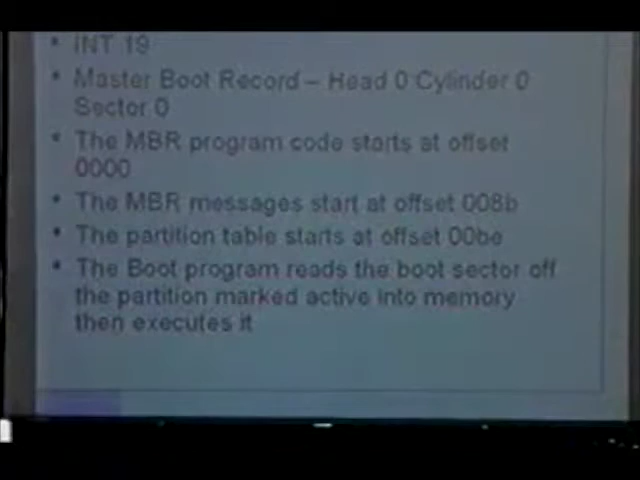 • INT 19
• Master Boot Record – Head 0 Cylinder 0
Sector 0
• The MBR program code starts at offset
0000
• The MBR messages start at offset 008b
• The partition table starts at offset 00be
• The Boot program reads the boot sector off
the partition marked active into memory
then executes it